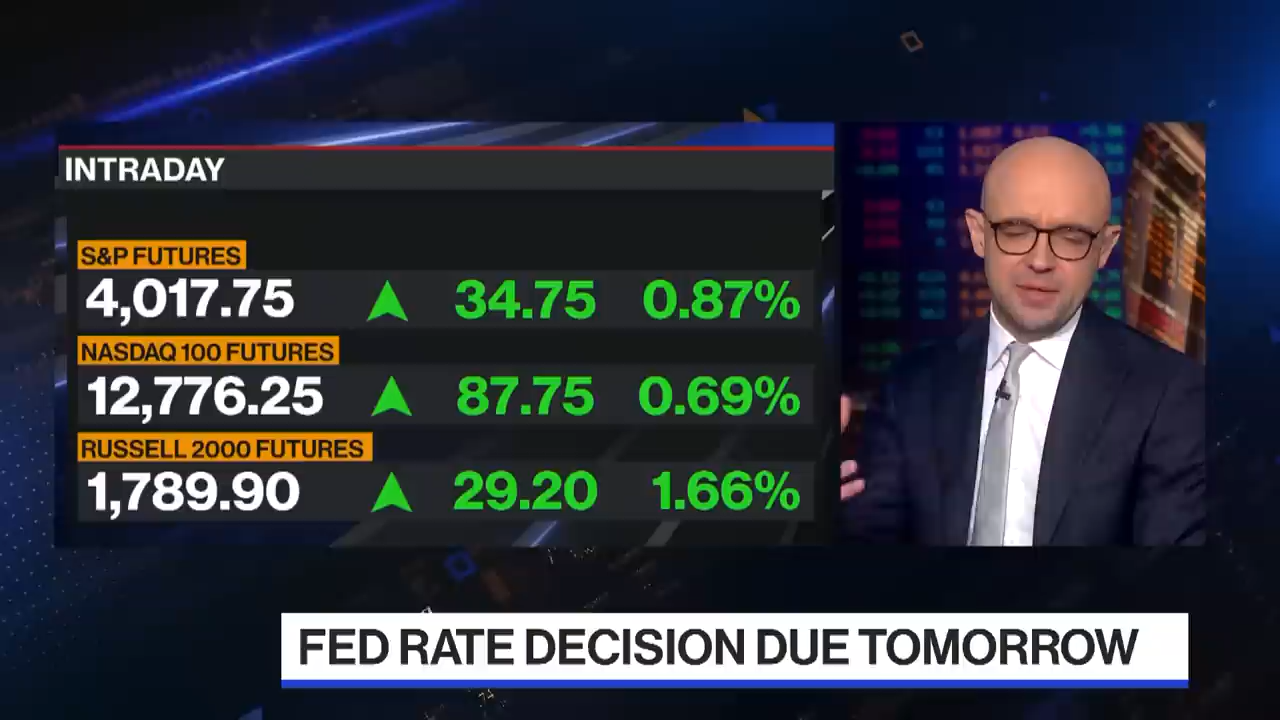 INTRADAY
S&P FUTURES
4,017.75 ▲ 34.75 0.87%
NASDAQ 100 FUTURES
12,776.25 ▲ 87.75 0.69%
RUSSELL 2000 FUTURES
1,789.90 ▲ 29.20 1.66%
FED RATE DECISION DUE TOMORROW